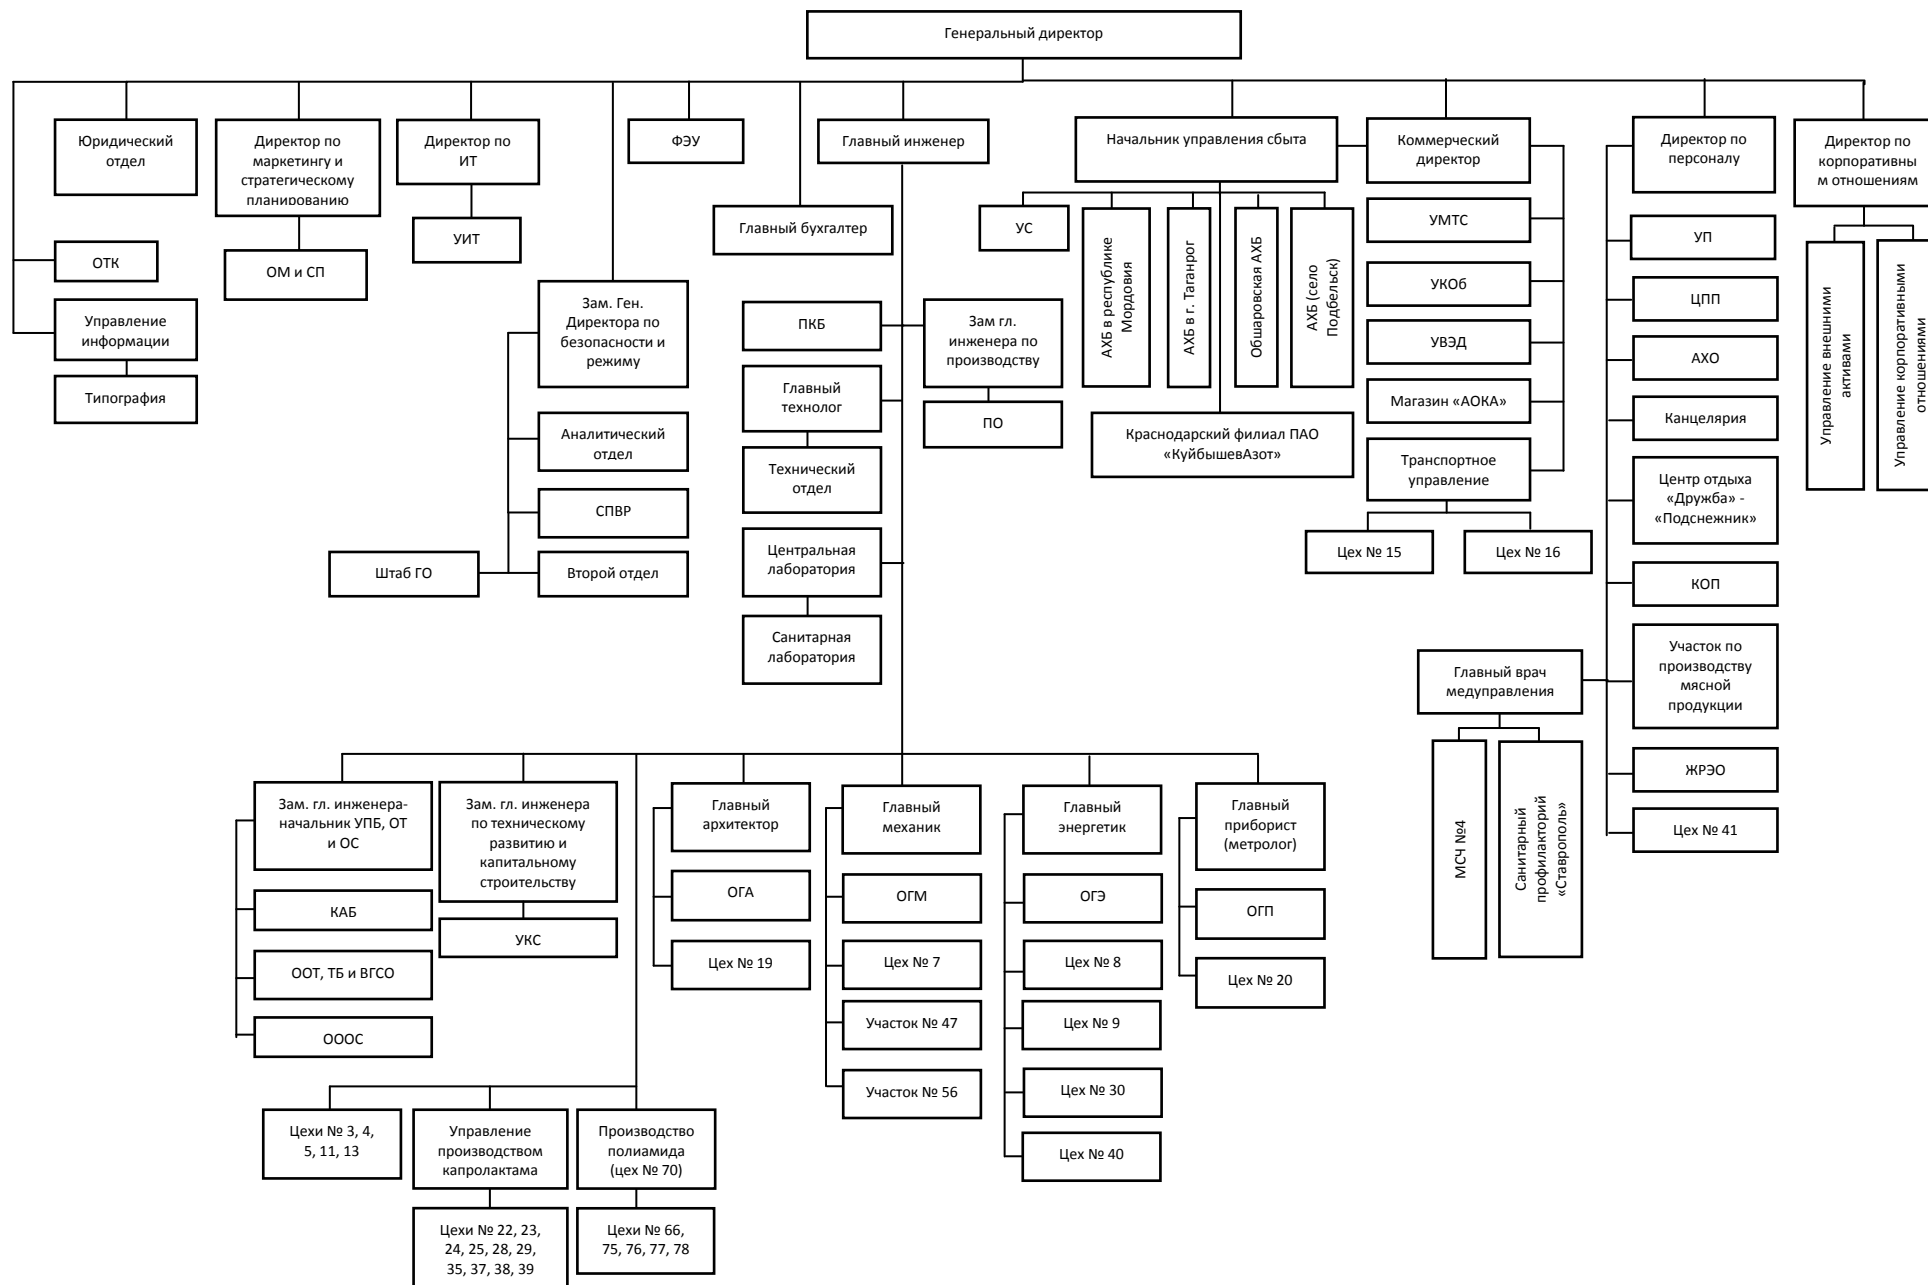 Генеральный директор
Юридический
отдел
Директор по
маркетингу и
стратегическому
планированию
Директор по
ИТ
ФЭУ
Главный инженер
Начальник управления сбыта
Коммерческий
директор
Директор по
персоналу
Директор по
корпоративны
м отношениям
ОТК
ОМ и СП
УИТ
Главный бухгалтер
УС
АХБ в республике
Мордовия
АХБ в г. Таганрог
Обшаровская АХБ
АХБ (село
Подбельск)
УМТС
УП
Управление внешними
активами
Управление корпоративными
отношениями
Управление
информации
Типография
Зам. Ген.
Директора по
безопасности и
режиму
ПКБ
Зам гл.
инженера по
производству
УКОб
ЦПП
УВЭД
АХО
Главный
технолог
ПО
Магазин «АОКА»
Канцелярия
Аналитический
отдел
Технический
отдел
Краснодарский филиал ПАО
«КуйбышевАзот»
Транспортное
управление
Центр отдыха
«Дружба» -
«Подснежник»
СПВР
Штаб ГО
Второй отдел
Центральная
лаборатория
Цех № 15
Цех № 16
КОП
Санитарная
лаборатория
Главный врач
медуправления
Участок по
производству
мясной
продукции
МСЧ №4
Санитарный
профилакторий
«Ставрополь»
ЖРЭО
Цех № 41
Зам. гл. инженера-
начальник УПБ, ОТ
и ОС
Зам. гл. инженера
по техническому
развитию и
капитальному
строительству
Главный
архитектор
Главный
механик
Главный
энергетик
Главный
приборист
(метролог)
КАБ
УКС
ОГА
ОГМ
ОГЭ
ОГП
ООТ, ТБ и ВГСО
Цех № 19
Цех № 7
Цех № 8
Цех № 20
ОООС
Участок № 47
Цех № 9
Участок № 56
Цех № 30
Цех № 40
Цехи № 3, 4,
5, 11, 13
Управление
производством
капролактама
Производство
полиамида
(цех № 70)
Цехи № 22, 23,
24, 25, 28, 29,
35, 37, 38, 39
Цехи № 66,
75, 76, 77, 78